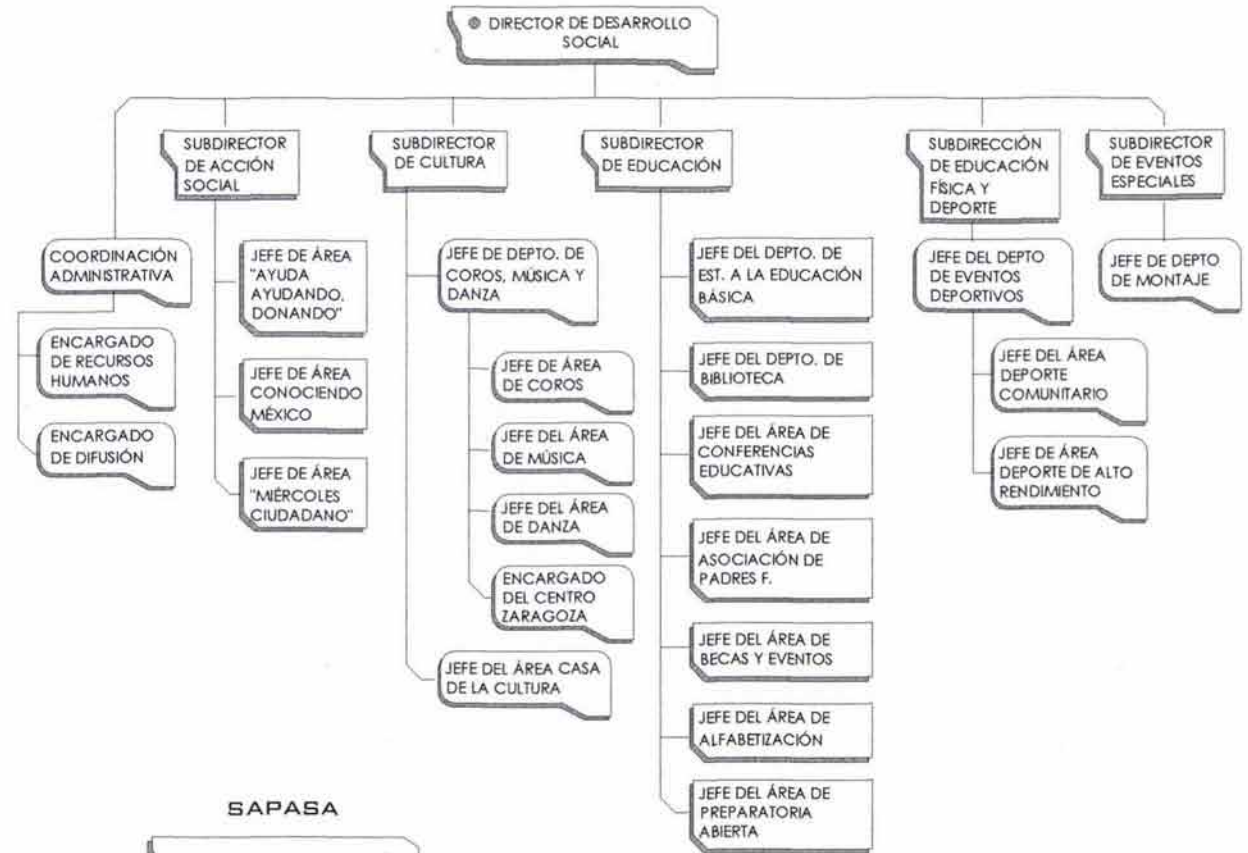 DIRECTOR DE DESARROLLO
SOCIAL
SUBDIRECTOR
DE ACCIÓN
SOCIAL
SUBDIRECTOR
DE CULTURA
SUBDIRECTOR
DE EDUCACIÓN
SUBDIRECCIÓN
DE EDUCACIÓN
FÍSICA Y
DEPORTE
SUBDIRECTOR
DE EVENTOS
ESPECIALES
COORDINACIÓN
ADMINISTRATIVA
ENCARGADO
DE RECURSOS
HUMANOS
ENCARGADO
DE DIFUSIÓN
JEFE DE ÁREA
"AYUDA
AYUDANDO,
DONANDO"
JEFE DE ÁREA
CONOCIENDO
MÉXICO
JEFE DE ÁREA
"MIÉRCOLES
CIUDADANO"
JEFE DE DEPTO. DE
COROS, MÚSICA Y
DANZA
JEFE DE ÁREA
DE COROS
JEFE DEL ÁREA
DE MÚSICA
JEFE DEL ÁREA
DE DANZA
ENCARGADO
DEL CENTRO
ZARAGOZA
JEFE DEL ÁREA CASA
DE LA CULTURA
JEFE DEL DEPTO. DE
EST. A LA EDUCACIÓN
BÁSICA
JEFE DEL DEPTO. DE
BIBLIOTECA
JEFE DEL ÁREA DE
CONFERENCIAS
EDUCATIVAS
JEFE DEL ÁREA DE
ASOCIACIÓN DE
PADRES F.
JEFE DEL ÁREA DE
BECAS Y EVENTOS
JEFE DEL ÁREA DE
ALFABETIZACIÓN
JEFE DEL ÁREA DE
PREPARATORIA
ABIERTA
JEFE DEL DEPTO
DE EVENTOS
DEPORTIVOS
JEFE DEL ÁREA
DEPORTE
COMUNITARIO
JEFE DE ÁREA
DEPORTE DE ALTO
RENDIMIENTO
JEFE DE DEPTO
DE MONTAJE
SAPASA